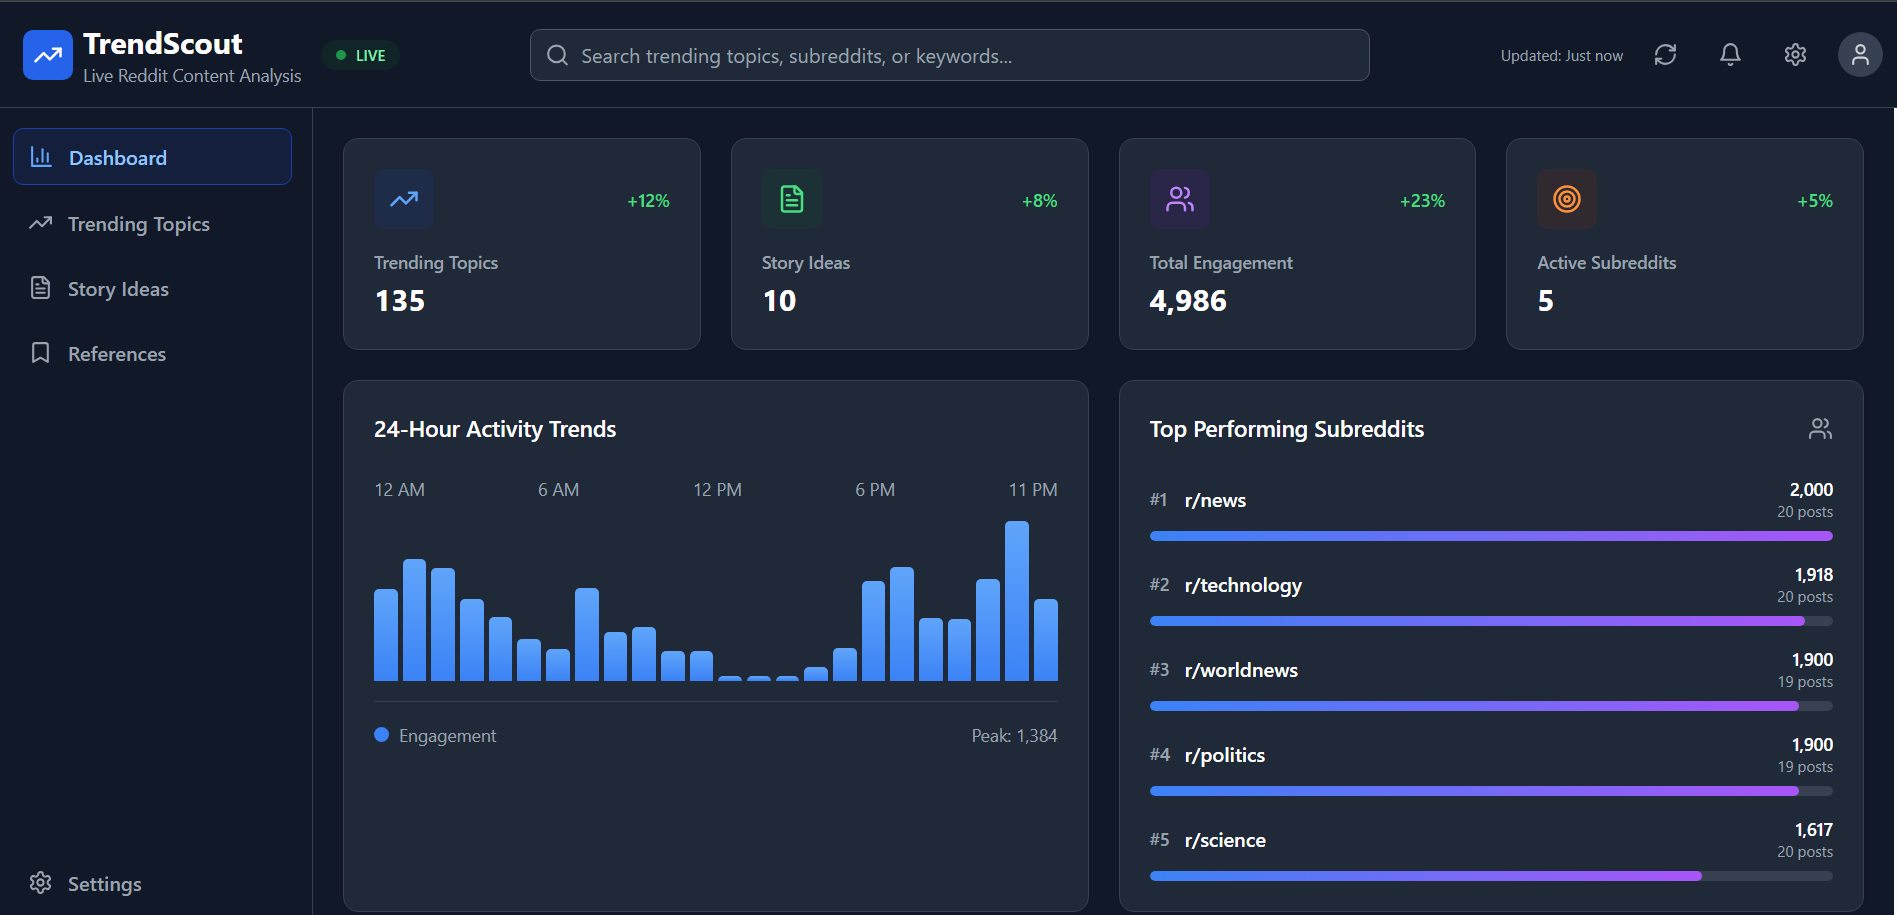 TrendScout
Live Reddit Content Analysis
LIVE
Search trending topics, subreddits, or keywords...
Updated: Just now
Dashboard
Trending Topics
Story Ideas
References
Settings
+12%
Trending Topics
135
+8%
Story Ideas
10
+23%
Total Engagement
4,986
+5%
Active Subreddits
5
24-Hour Activity Trends
12 AM 6 AM 12 PM 6 PM 11 PM
Engagement Peak: 1,384
Top Performing Subreddits
#1 r/news 2,000
20 posts
#2 r/technology 1,918
20 posts
#3 r/worldnews 1,900
19 posts
#4 r/politics 1,900
19 posts
#5 r/science 1,617
20 posts